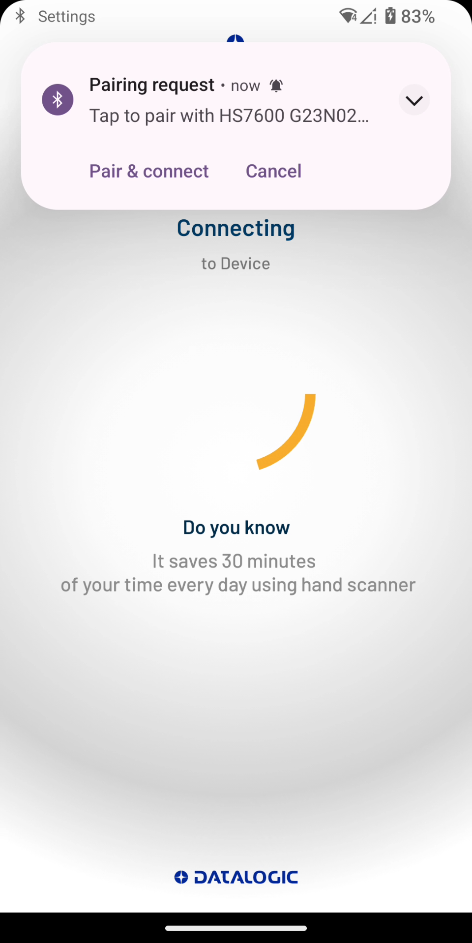 Settings 4 83%
Pairing request • now
Tap to pair with HS7600 G23N02…
Pair & connect Cancel
Connecting
to Device
Do you know
It saves 30 minutes
of your time every day using hand scanner
DATALOGIC